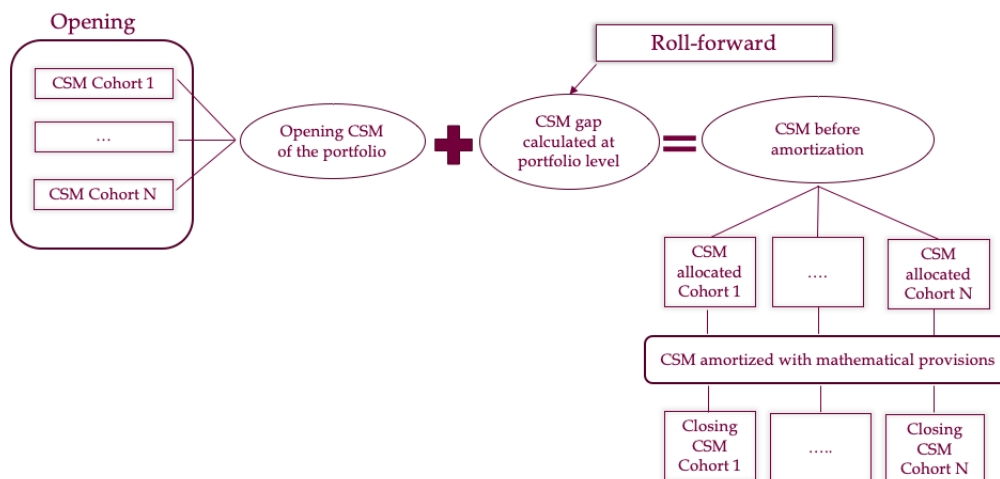 Opening
CSM Cohort 1
...
CSM Cohort N
Opening CSM
of the portfolio
Roll-forward
CSM gap
calculated at
portfolio level
CSM before
amortization
CSM
allocated
Cohort 1
....
CSM
allocated
Cohort N
CSM amortized with mathematical provisions
Closing
CSM
Cohort 1
.....
Closing
CSM
Cohort N